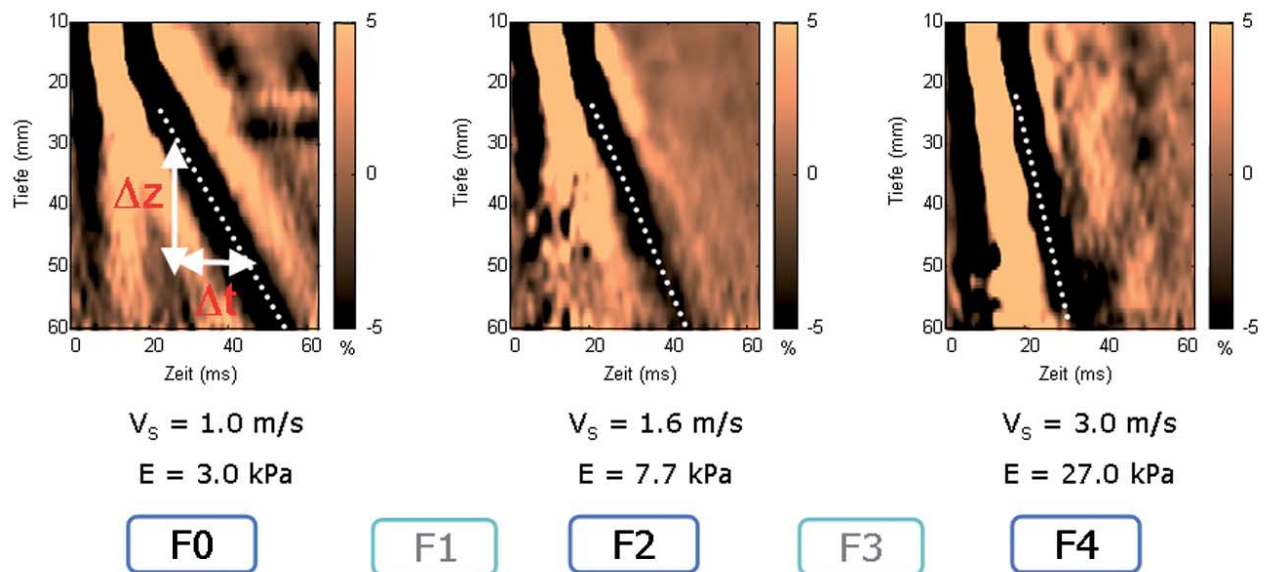 10
20
30
40
50
60
Tiefe (mm)
Δz
Δt
0
20
40
60
Zeit (ms)
5
0
-5
%
10
20
30
40
50
60
Tiefe (mm)
0
20
40
60
Zeit (ms)
5
0
-5
%
10
20
30
40
50
60
Tiefe (mm)
0
20
40
60
Zeit (ms)
5
0
-5
%
V_S = 1.0 m/s
V_S = 1.6 m/s
V_S = 3.0 m/s
E = 3.0 kPa
E = 7.7 kPa
E = 27.0 kPa
F0
F1
F2
F3
F4